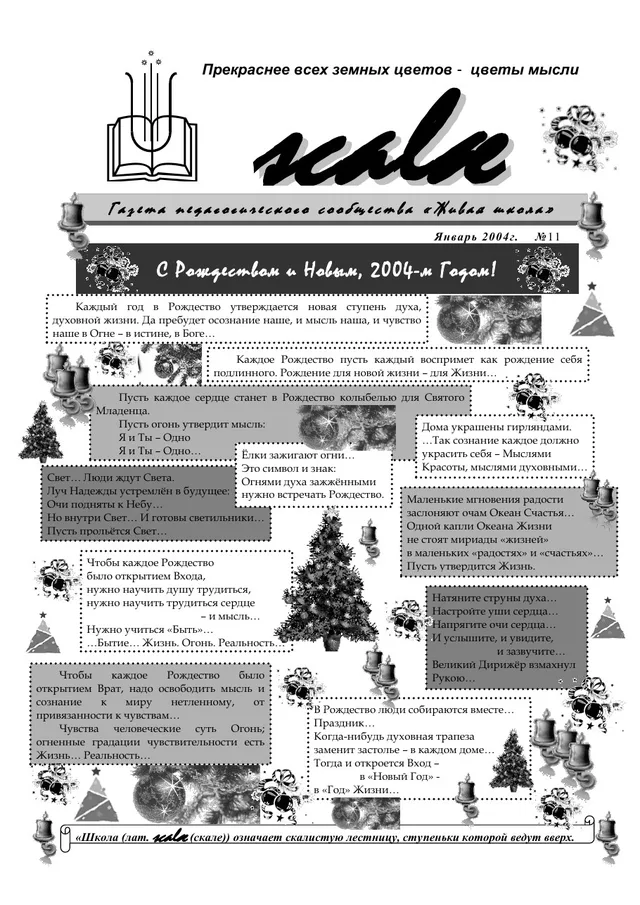 Прекраснее всех земных цветов - цветы мысли
scalæ
Газета педагогического сообщества «Живая школа»
Январь 2004г. №11
С Рождеством и Новым, 2004-м Годом!
Каждый год в Рождество утверждается новая ступень духа,
духовной жизни. Да пребудет осознание наше, и мысль наша, и чувство
наше в Огне – в истине, в Боге…
Каждое Рождество пусть каждый воспримет как рождение себя
подлинного. Рождение для новой жизни – для Жизни…
Пусть каждое сердце станет в Рождество колыбелью для Святого
Младенца.
Пусть огонь утвердит мысль:
Я и Ты – Одно
Я и Ты – Одно…
Дома украшены гирляндами.
…Так сознание каждое должно
украсить себя – Мыслями
Красоты, мыслями духовными…
Ёлки зажигают огни…
Это символ и знак:
Огнями духа зажжёнными
нужно встречать Рождество.
Свет… Люди ждут Света.
Луч Надежды устремлён в будущее:
Очи подняты к Небу…
Но внутри Свет… И готовы светильники…
Пусть прольётся Свет…
Маленькие мгновения радости
заслоняют очам Океан Счастья…
Одной капли Океана Жизни
не стоят мириады «жизней»
в маленьких «радостях» и «счастьях»…
Пусть утвердится Жизнь.
Чтобы каждое Рождество
было открытием Входа,
нужно научить душу трудиться,
нужно научить трудиться сердце
– и мысль…
Нужно учиться «Быть»…
…Бытие… Жизнь. Огонь. Реальность…
Натяните струны духа…
Настройте уши сердца…
Напрягите очи сердца…
И услышите, и увидите,
и зазвучите…
Великий Дирижёр взмахнул
Рукою…
Чтобы каждое Рождество было
открытием Врат, надо освободить мысль и
сознание к миру нетленному, от
привязанности к чувствам…
Чувства человеческие суть Огонь;
огненные градации чувствительности есть
Жизнь… Реальность…
В Рождество люди собираются вместе…
Праздник…
Когда-нибудь духовная трапеза
заменит застолье – в каждом доме…
Тогда и откроется Вход –
в «Новый Год» -
в «Год» Жизни…
«Школа (лат. scalæ (скале)) означает скалистую лестницу, ступеньки которой ведут вверх.